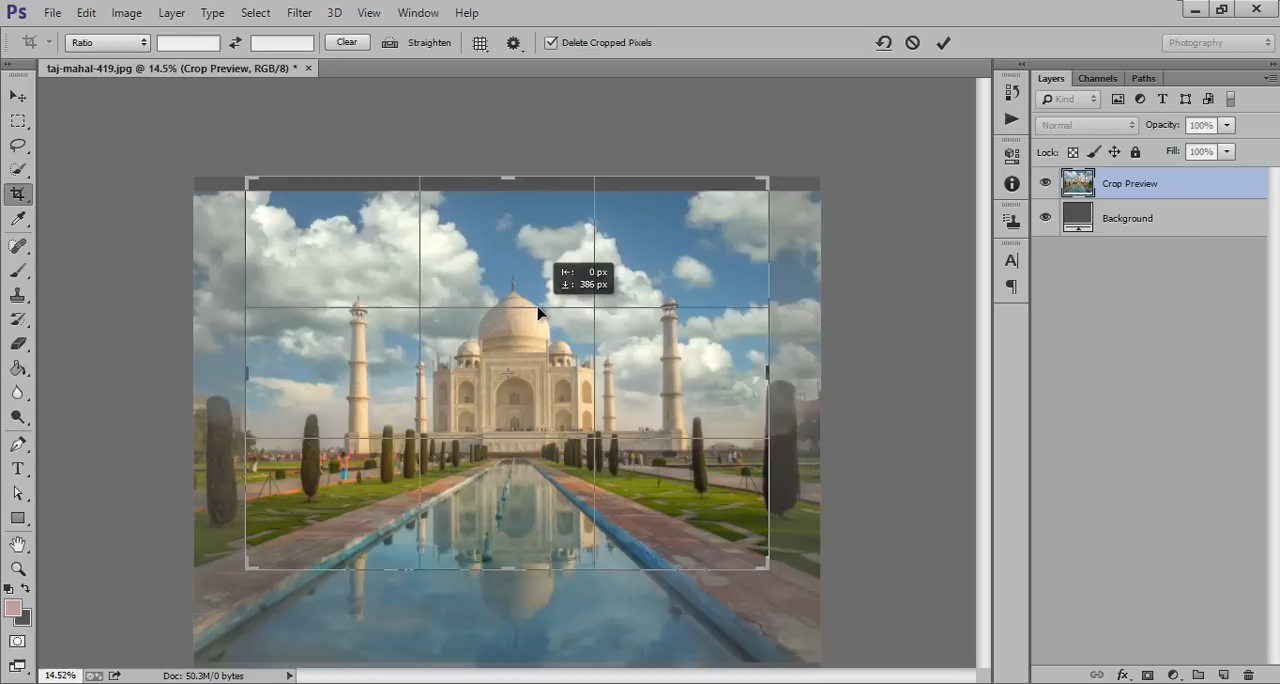 Ps File Edit Image Layer Type Select Filter 3D View Window Help
Ratio Clear Straighten Delete Cropped Pixels Photography
taj-mahal-419.jpg @ 14.5% (Crop Preview, RGB/8) * ×
Layers Channels Paths
Kind
Normal Opacity: 100%
Lock: Fill: 100%
Crop Preview
Background
0 px
: 386 px
A
T
14.52% Doc: 50.3M/0 bytes